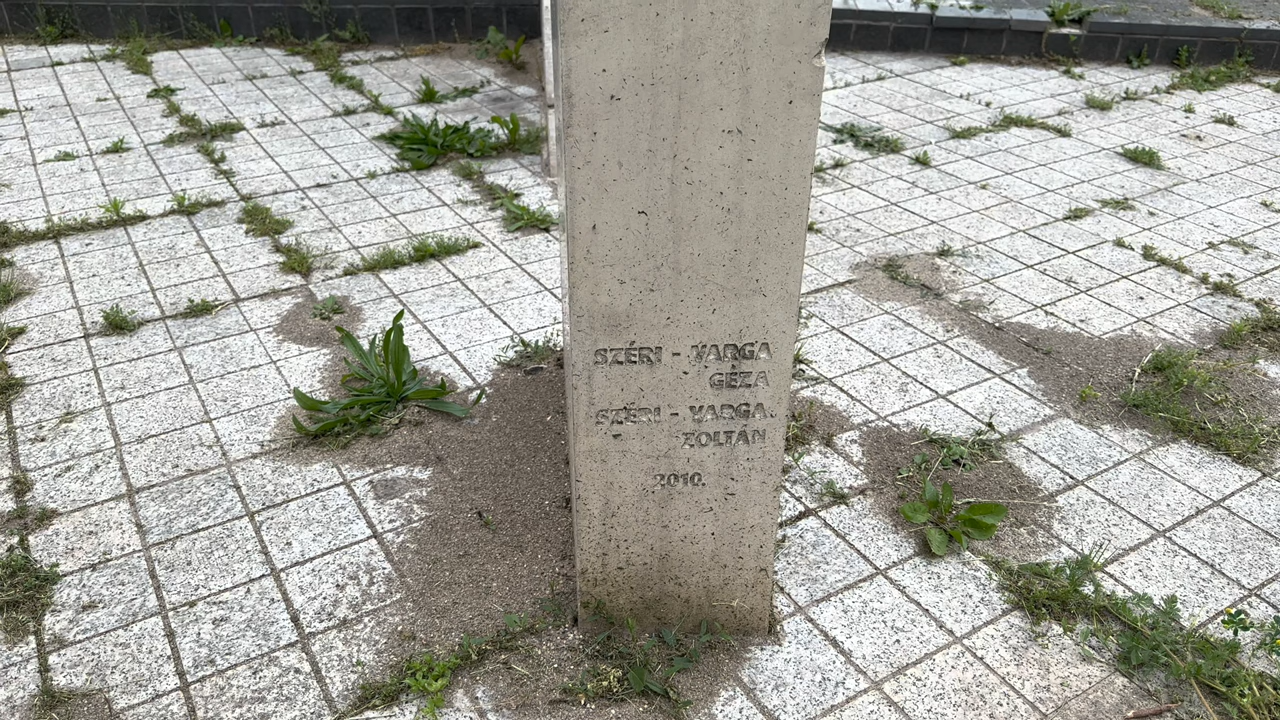 SZÉRI - VARGA
GÉZA
SZÉRI - VARGA
ZOLTÁN
2010.